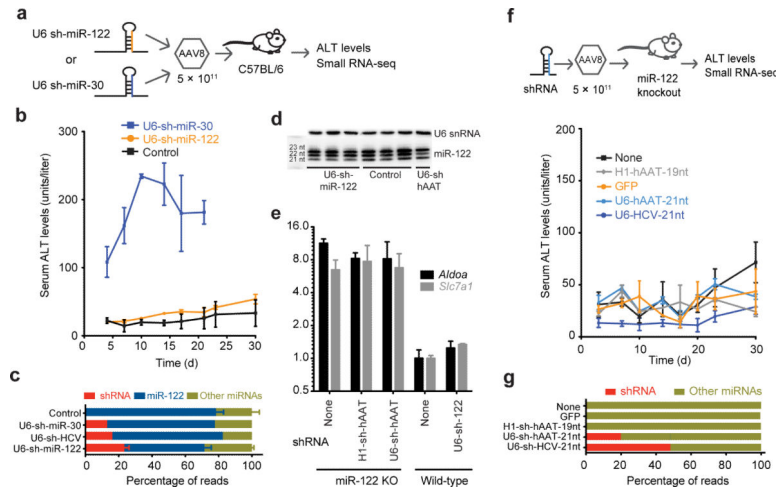 a
U6 sh-miR-122
or
U6 sh-miR-30
AAV8
5 × 10¹¹
C57BL/6
ALT levels
Small RNA-seq
b
U6-sh-miR-30
U6-sh-miR-122
Control
Serum ALT levels (units/liter)
300
200
100
0
0 10 20 30
Time (d)
c
shRNA miR-122 Other miRNAs
Control
U6-sh-miR-30
U6-sh-HCV
U6-sh-miR-122
0 20 40 60 80 100
Percentage of reads
d
23 nt
22 nt
21 nt
U6 snRNA
miR-122
U6-sh-
miR-122
Control
U6-sh
hAAT
e
Aldoa
Slc7a1
16.0
8.0
4.0
2.0
1.0
0.5
shRNA
None
H1-sh-hAAT
U6-sh-hAAT
None
U6-sh-122
miR-122 KO
Wild-type
f
shRNA
AAV8
5 × 10¹¹
miR-122
knockout
ALT levels
Small RNA-seq
None
H1-hAAT-19nt
GFP
U6-hAAT-21nt
U6-HCV-21nt
Serum ALT levels (units/liter)
200
150
100
50
0
0 10 20 30
Time (d)
g
shRNA Other miRNAs
None
GFP
H1-sh-hAAT-19nt
U6-sh-hAAT-21nt
U6-sh-HCV-21nt
0 20 40 60 80 100
Percentage of reads